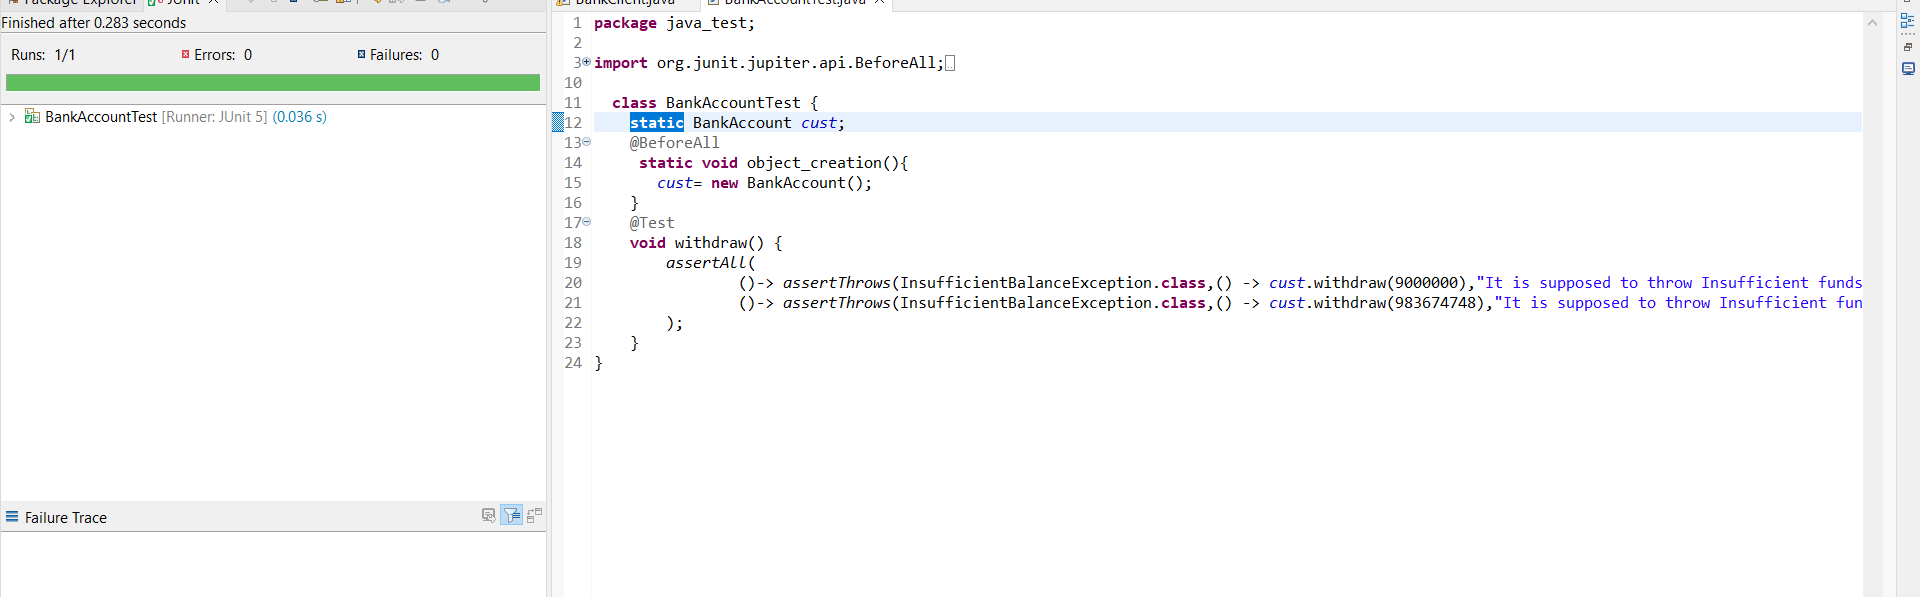 Package Explorer JUnit
Finished after 0.283 seconds
Runs: 1/1 Errors: 0 Failures: 0
BankAccountTest [Runner: JUnit 5] (0.036 s)
Failure Trace
BankClient.java BankAccountTest.java
1 package java_test;
2
3 import org.junit.jupiter.api.BeforeAll;
10
11 class BankAccountTest {
12 static BankAccount cust;
13 @BeforeAll
14 static void object_creation(){
15 cust= new BankAccount();
16 }
17 @Test
18 void withdraw() {
19 assertAll(
20 ()-> assertThrows(InsufficientBalanceException.class,() -> cust.withdraw(9000000),"It is supposed to throw Insufficient funds
21 ()-> assertThrows(InsufficientBalanceException.class,() -> cust.withdraw(983674748),"It is supposed to throw Insufficient fun
22 );
23 }
24 }